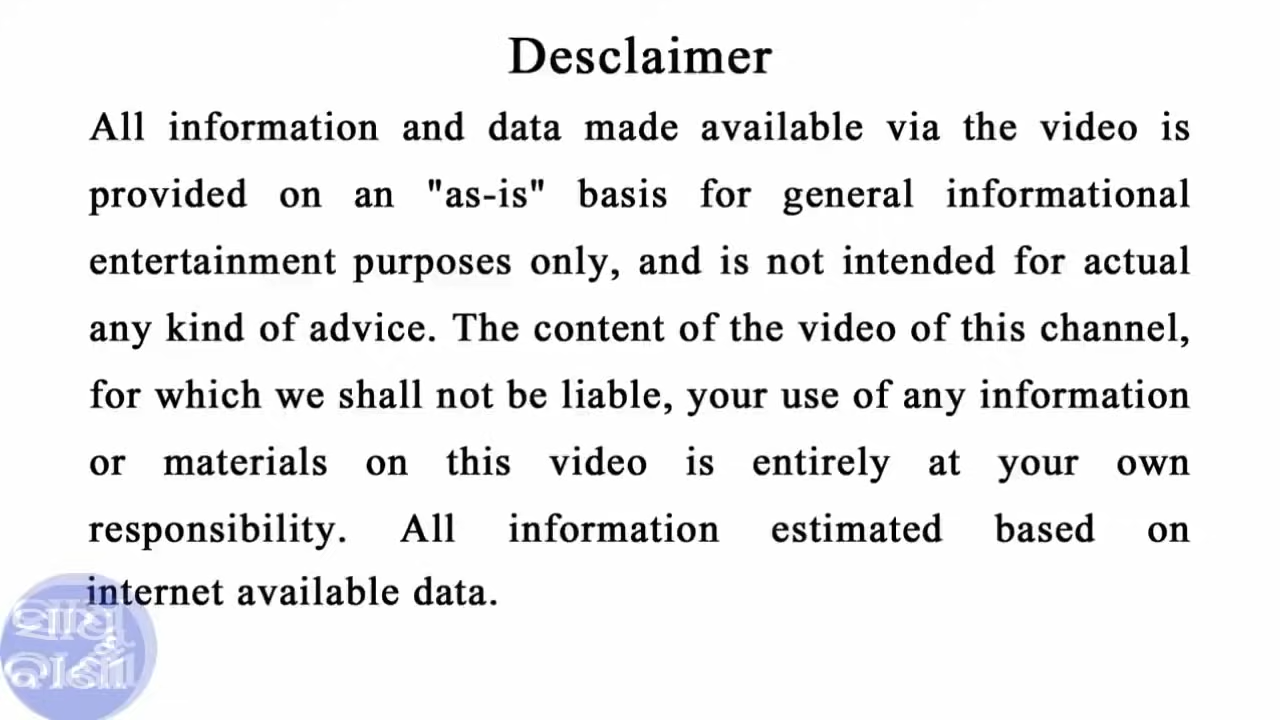 Desclaimer
All information and data made available via the video is
provided on an "as-is" basis for general informational
entertainment purposes only, and is not intended for actual
any kind of advice. The content of the video of this channel,
for which we shall not be liable, your use of any information
or materials on this video is entirely at your own
responsibility. All information estimated based on
internet available data.
ସାଧୁ
ବାଣୀ